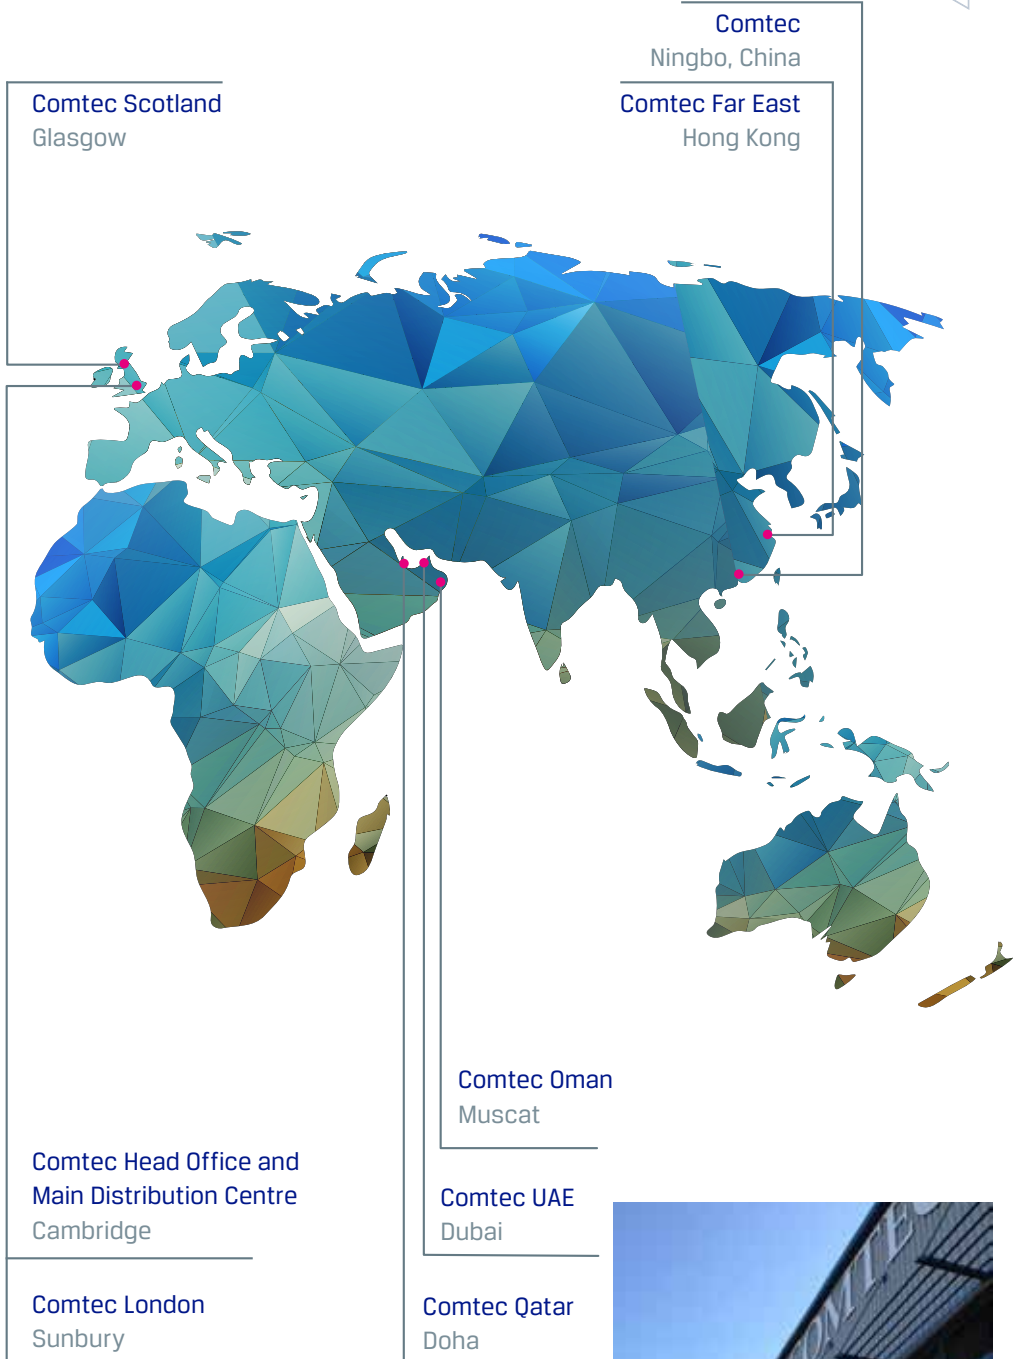 Comtec
Ningbo, China
Comtec Scotland
Glasgow
Comtec Far East
Hong Kong
Comtec Oman
Muscat
Comtec Head Office and
Main Distribution Centre
Cambridge
Comtec UAE
Dubai
Comtec London
Sunbury
Comtec Qatar
Doha
COMTEC